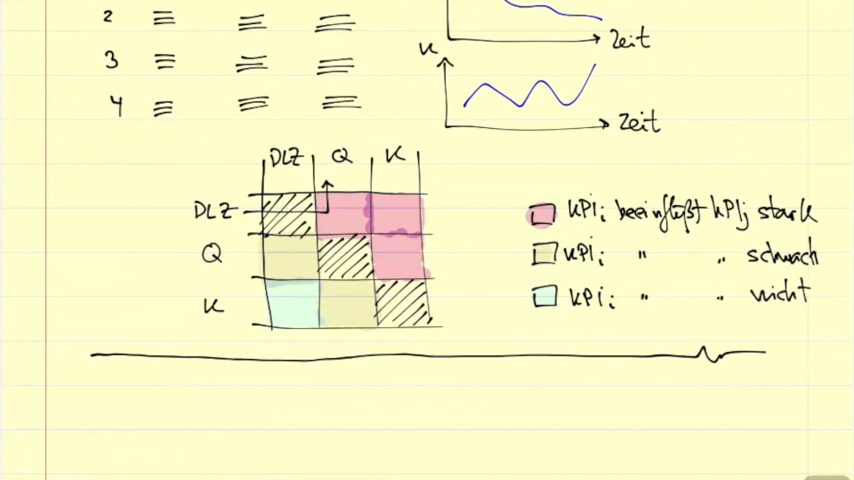 2
Zeit
3
K
4
Zeit
DLZ Q K
DLZ
KPIi beeinflußt KPIj stark
Q
KPIi " " schwach
K
KPIi " " nicht